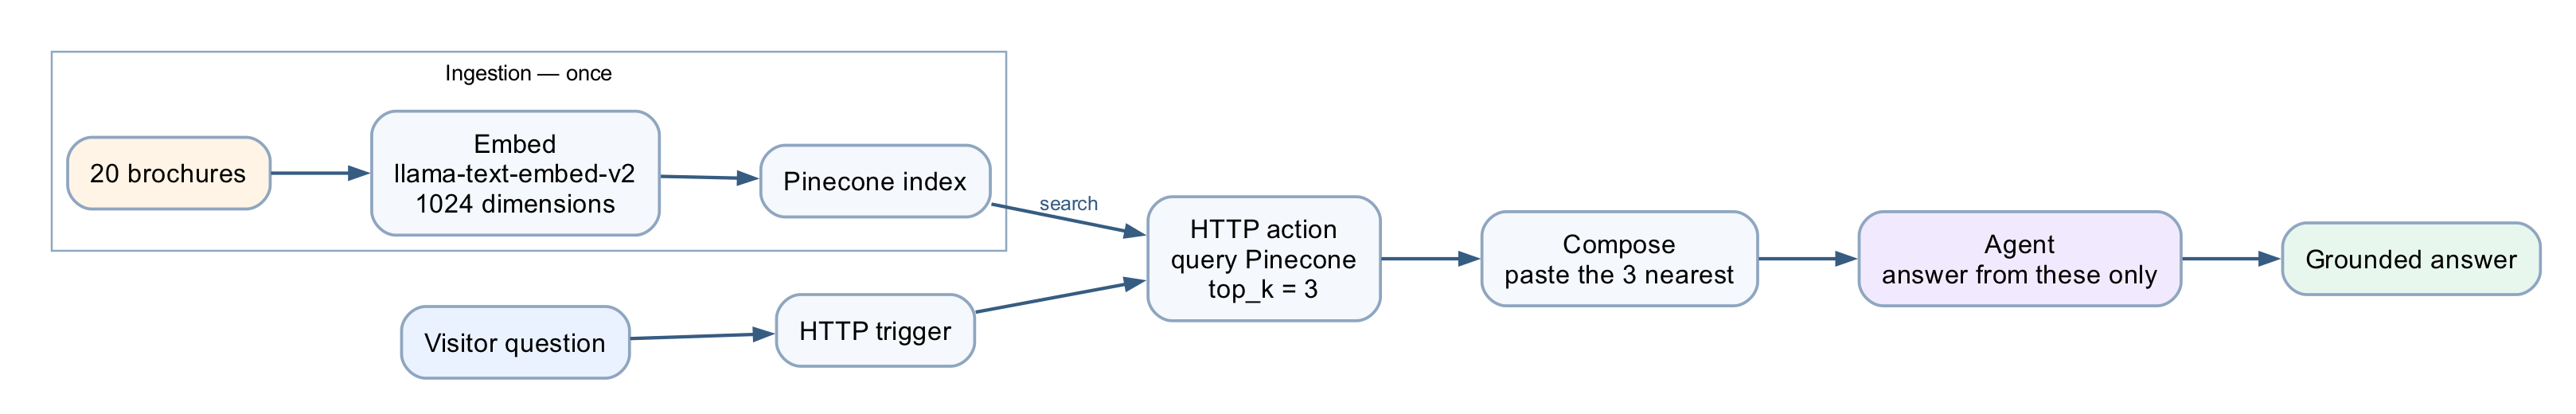 Ingestion — once
20 brochures
Embed
llama-text-embed-v2
1024 dimensions
Pinecone index
search
Visitor question
HTTP trigger
HTTP action
query Pinecone
top_k = 3
Compose
paste the 3 nearest
Agent
answer from these only
Grounded answer